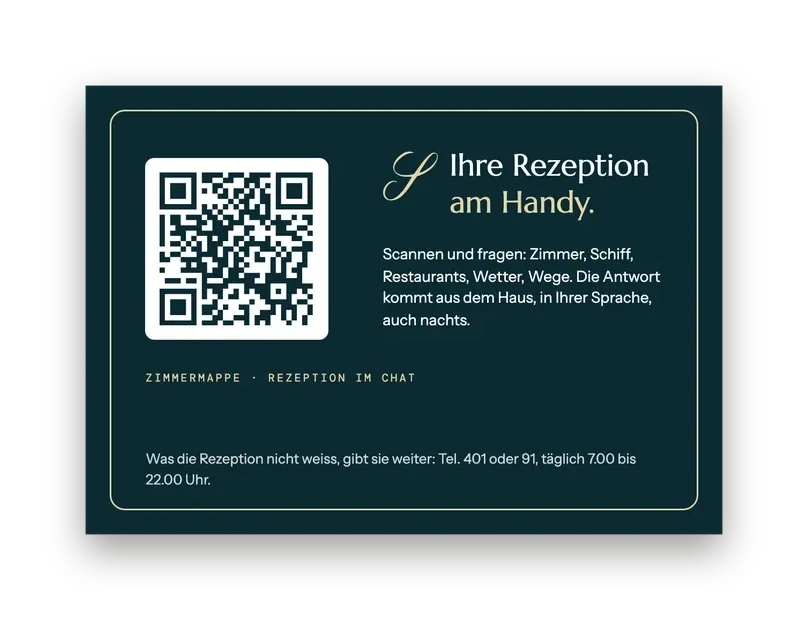 S Ihre Rezeption
am Handy.
Scannen und fragen: Zimmer, Schiff,
Restaurants, Wetter, Wege. Die Antwort
kommt aus dem Haus, in Ihrer Sprache,
auch nachts.
ZIMMERMAPPE · REZEPTION IM CHAT
Was die Rezeption nicht weiss, gibt sie weiter: Tel. 401 oder 91, täglich 7.00 bis
22.00 Uhr.